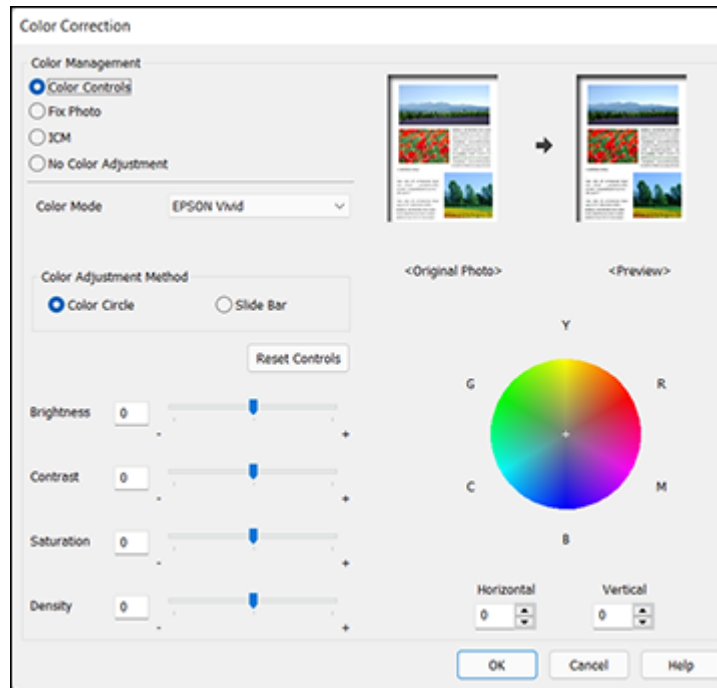 Color Correction
Color Management
Color Controls
Fix Photo
ICM
No Color Adjustment
Color Mode
EPSON Vivid
<Original Photo>
<Preview>
Color Adjustment Method
Color Circle
Slide Bar
Reset Controls
Y
G
R
C
M
B
Brightness
0
-
+
Contrast
0
-
+
Saturation
0
-
+
Density
0
-
+
Horizontal
Vertical
0
0
OK
Cancel
Help